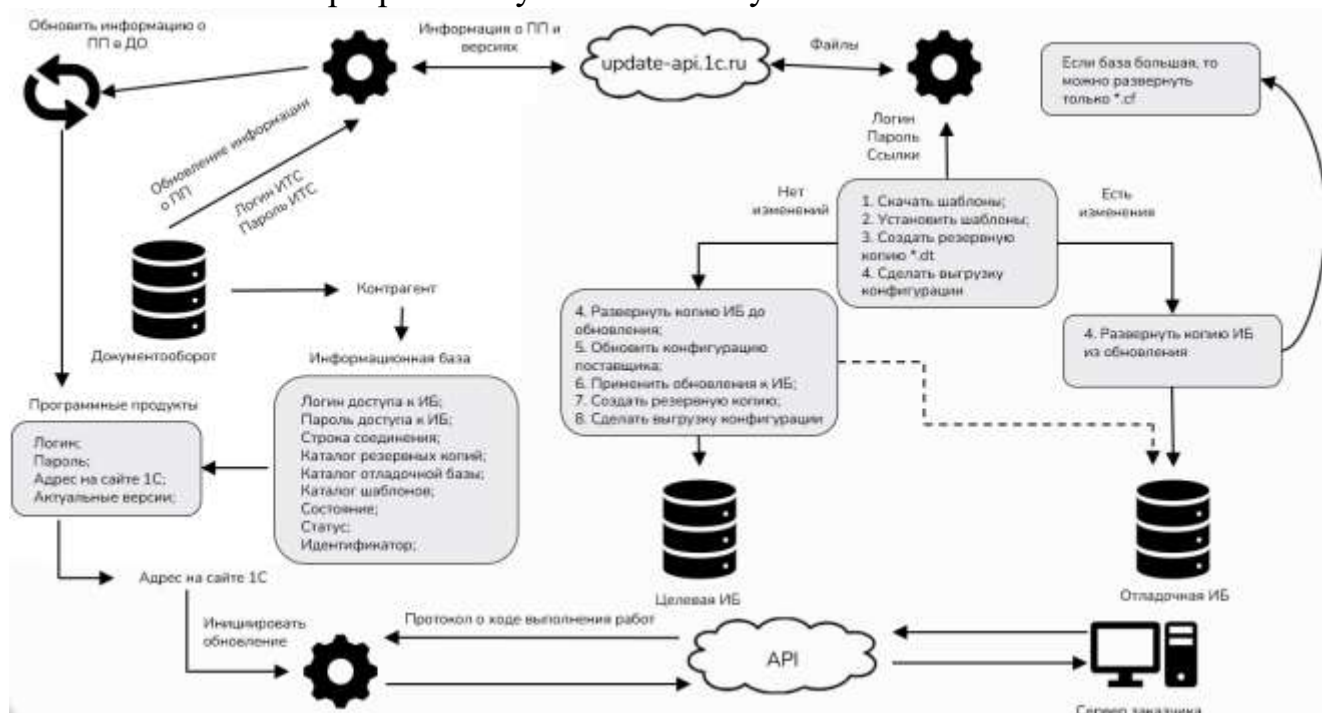 Обновить информацию о
ПП в ДО
Информация о ПП и
версиях
update-api.1c.ru
Файлы
Если база большая, то
можно развернуть
только *.cf
Обновление информации
о ПП
Логин ИТС
Пароль ИТС
Логин
Пароль
Ссылки
Нет
изменений
Есть
изменения
1. Скачать шаблоны;
2. Установить шаблоны;
3. Создать резервную
копию *.dt
4. Сделать выгрузку
конфигурации
Документооборот
Контрагент
Информационная база
4. Развернуть копию ИБ до
обновления;
5. Обновить конфигурацию
поставщика;
6. Применить обновления к ИБ;
7. Создать резервную копию;
8. Сделать выгрузку конфигурации
4. Развернуть копию ИБ
из обновления
Программные продукты
Логин;
Пароль;
Адрес на сайте 1С;
Актуальные версии;
Логин доступа к ИБ;
Пароль доступа к ИБ;
Строка соединения;
Каталог резервных копий;
Каталог отладочной базы;
Каталог шаблонов;
Состояние;
Статус;
Идентификатор;
Адрес на сайте 1С
Целевая ИБ
Отладочная ИБ
Инициировать
обновление
Протокол о ходе выполнения работ
API
Сервер заказчика